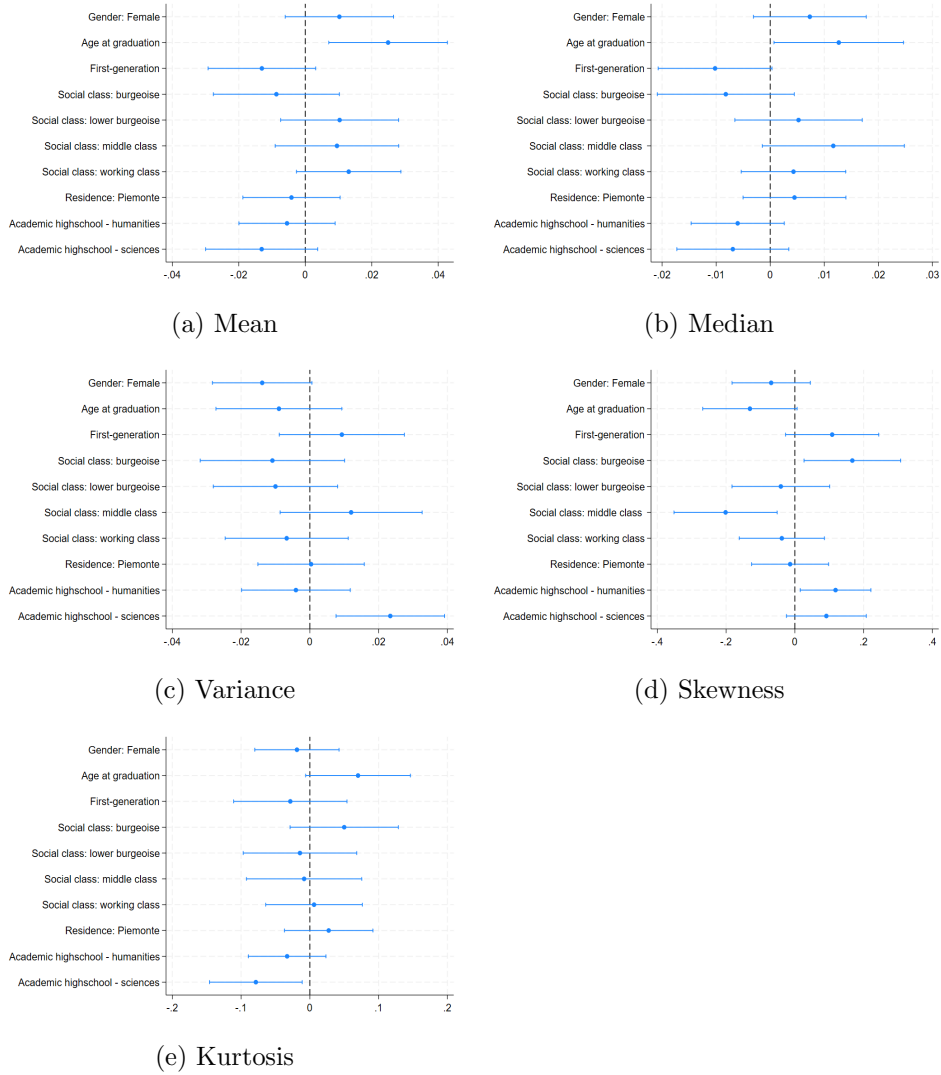 Gender: Female
Age at graduation
First-generation
Social class: burgeoise
Social class: lower burgeoise
Social class: middle class
Social class: working class
Residence: Piemonte
Academic highschool - humanities
Academic highschool - sciences
-.04 -.02 0 .02 .04
(a) Mean
Gender: Female
Age at graduation
First-generation
Social class: burgeoise
Social class: lower burgeoise
Social class: middle class
Social class: working class
Residence: Piemonte
Academic highschool - humanities
Academic highschool - sciences
-.02 -.01 0 .01 .02 .03
(b) Median
Gender: Female
Age at graduation
First-generation
Social class: burgeoise
Social class: lower burgeoise
Social class: middle class
Social class: working class
Residence: Piemonte
Academic highschool - humanities
Academic highschool - sciences
-.04 -.02 0 .02 .04
(c) Variance
Gender: Female
Age at graduation
First-generation
Social class: burgeoise
Social class: lower burgeoise
Social class: middle class
Social class: working class
Residence: Piemonte
Academic highschool - humanities
Academic highschool - sciences
-.4 -.2 0 .2 .4
(d) Skewness
Gender: Female
Age at graduation
First-generation
Social class: burgeoise
Social class: lower burgeoise
Social class: middle class
Social class: working class
Residence: Piemonte
Academic highschool - humanities
Academic highschool - sciences
-.2 -.1 0 .1 .2
(e) Kurtosis